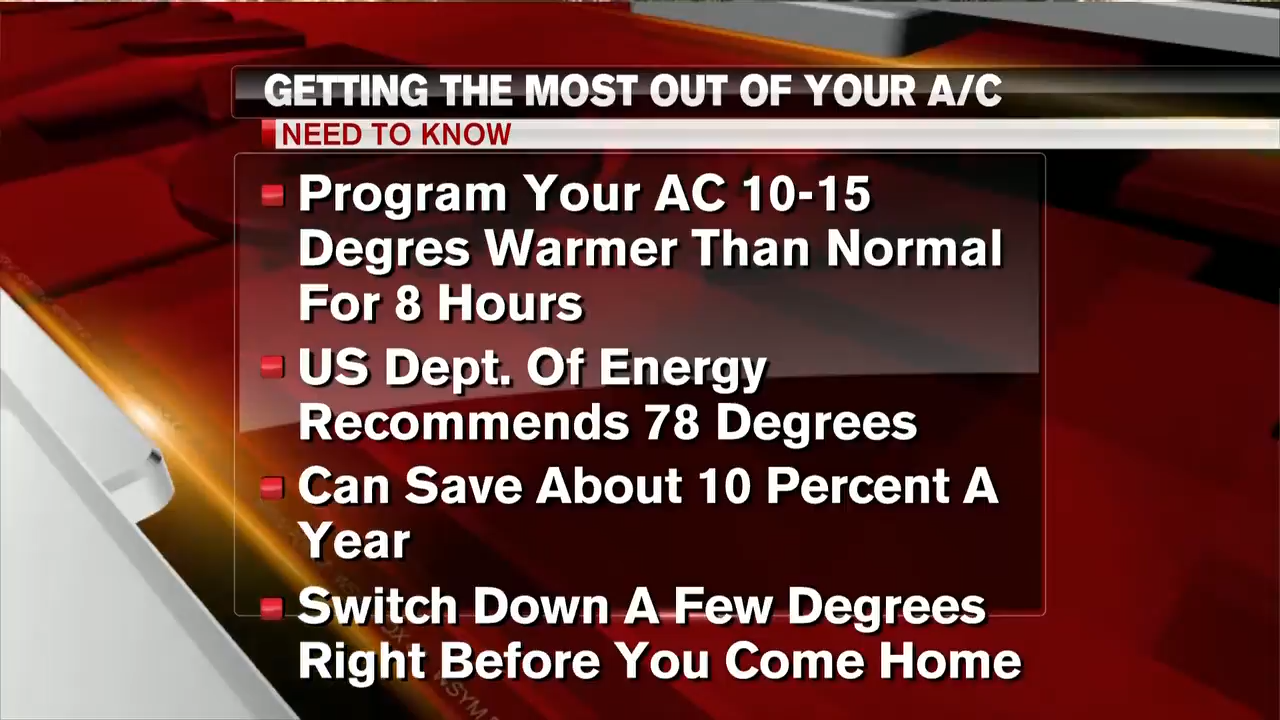 GETTING THE MOST OUT OF YOUR A/C
NEED TO KNOW
Program Your AC 10-15
Degres Warmer Than Normal
For 8 Hours
US Dept. Of Energy
Recommends 78 Degrees
Can Save About 10 Percent A
Year
Switch Down A Few Degrees
Right Before You Come Home